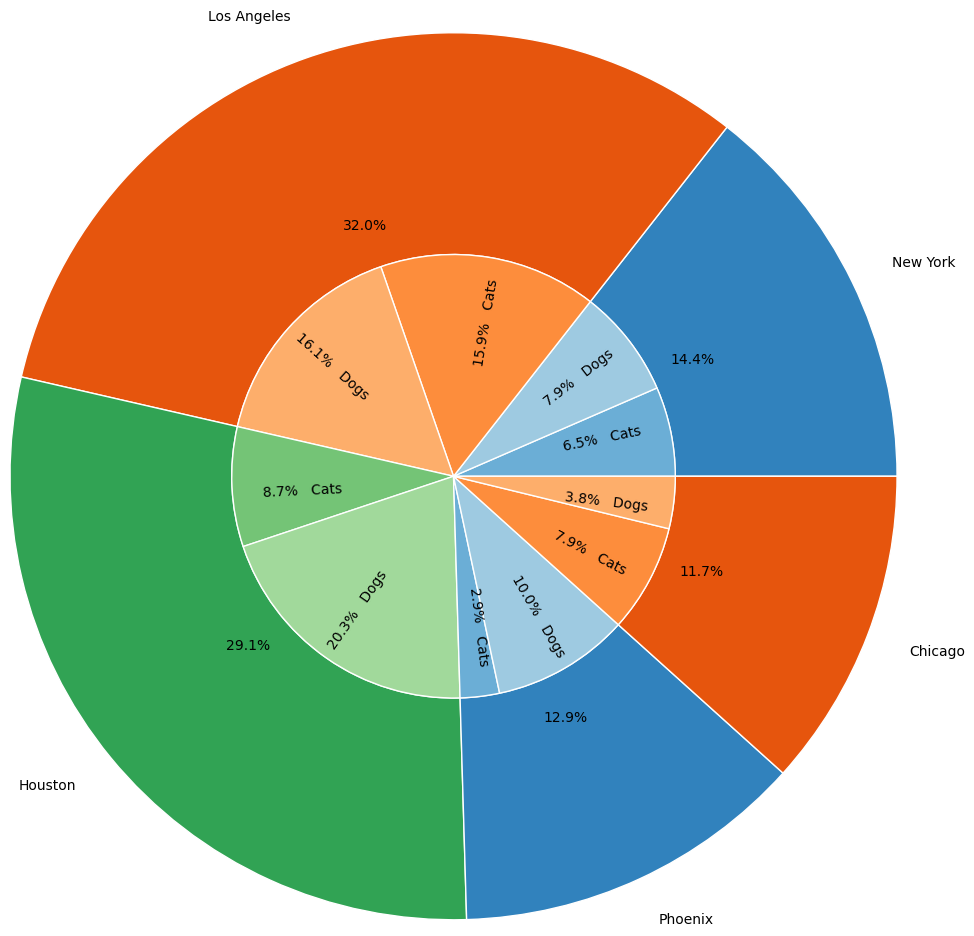 Los Angeles
New York
32.0%
14.4%
15.9% Cats
16.1% Dogs
7.9% Dogs
6.5% Cats
8.7% Cats
3.8% Dogs
7.9% Cats
11.7%
20.3% Dogs
2.9% Cats
10.0% Dogs
29.1%
12.9%
Chicago
Houston
Phoenix